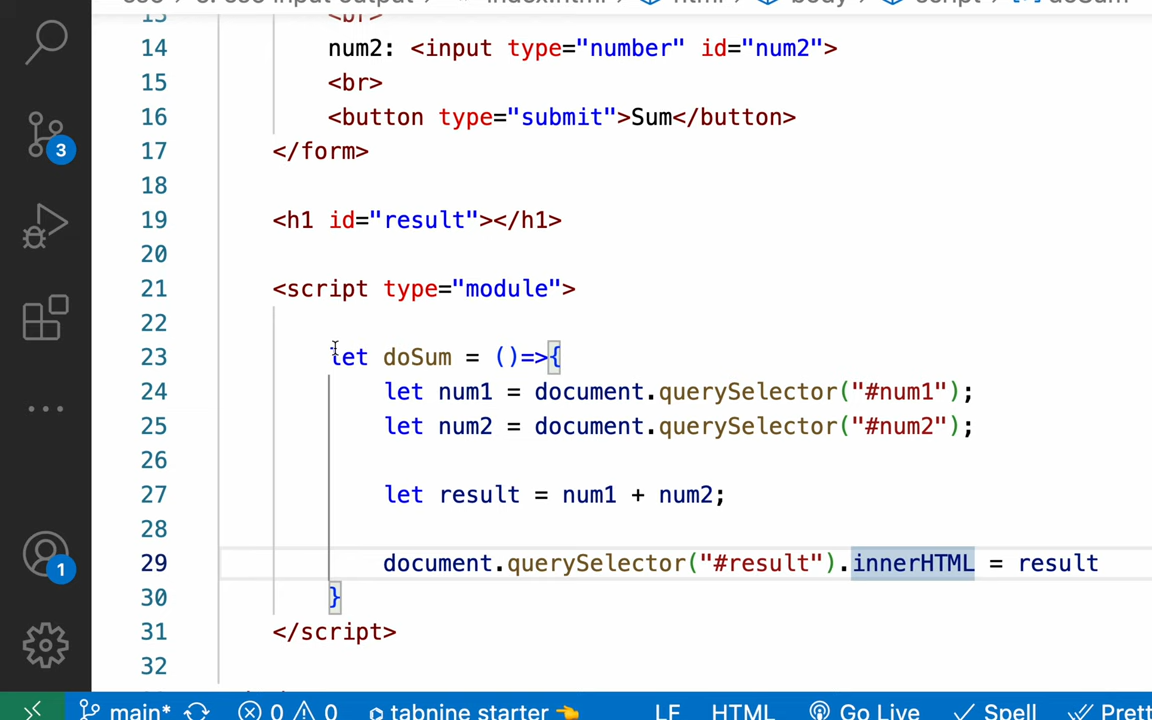 13 <br>
14 num2: <input type="number" id="num2">
15 <br>
16 <button type="submit">Sum</button>
17 </form>
18
19 <h1 id="result"></h1>
20
21 <script type="module">
22
23 let doSum = ()=>{
24 let num1 = document.querySelector("#num1");
25 let num2 = document.querySelector("#num2");
26
27 let result = num1 + num2;
28
29 document.querySelector("#result").innerHTML = result
30 }
31 </script>
32
3
1
main* 0 0 tabnine starter 👈 LF HTML Go Live Spell Prett